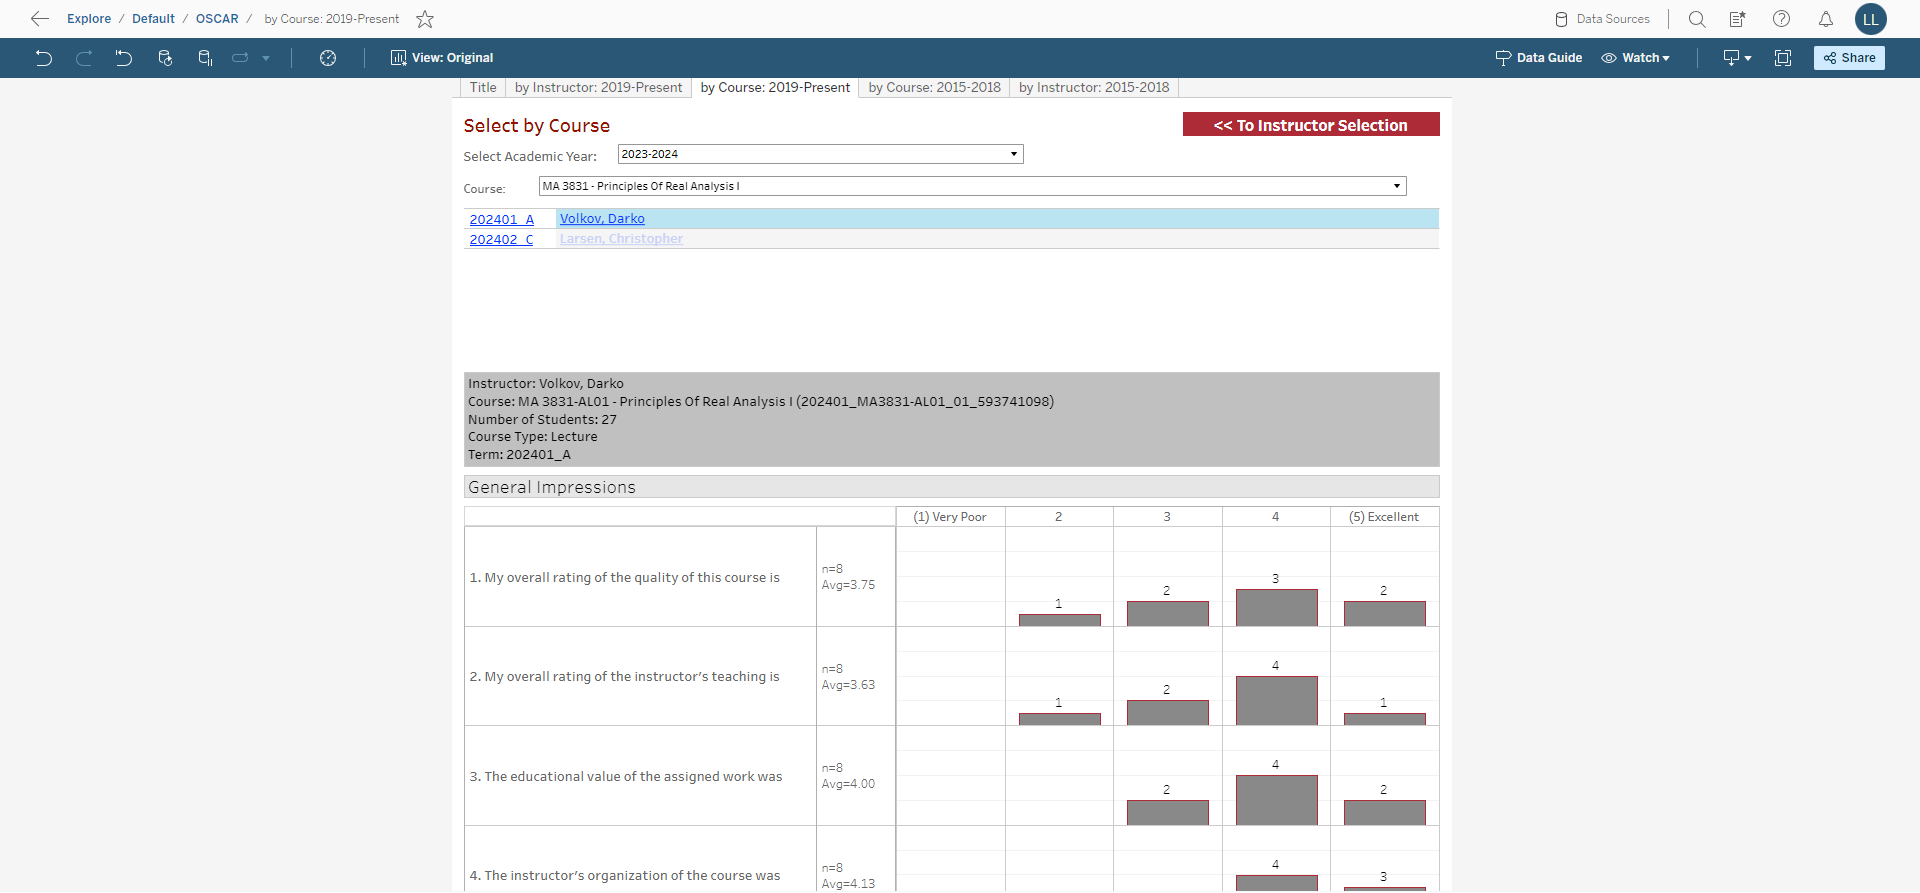 Explore / Default / OSCAR / by Course: 2019-Present
Data Sources
LL
View: Original
Data Guide
Watch
Share
Title
by Instructor: 2019-Present
by Course: 2019-Present
by Course: 2015-2018
by Instructor: 2015-2018
Select by Course
<< To Instructor Selection
Select Academic Year:
2023-2024
Course:
MA 3831 - Principles Of Real Analysis I
202401_A Volkov, Darko
202402_C Larsen, Christopher
Instructor: Volkov, Darko
Course: MA 3831-AL01 - Principles Of Real Analysis I (202401_MA3831-AL01_01_593741098)
Number of Students: 27
Course Type: Lecture
Term: 202401_A
General Impressions
(1) Very Poor 2 3 4 (5) Excellent
1. My overall rating of the quality of this course is
n=8
Avg=3.75
1 2 3 2
2. My overall rating of the instructor's teaching is
n=8
Avg=3.63
1 2 4 1
3. The educational value of the assigned work was
n=8
Avg=4.00
2 4 2
4. The instructor's organization of the course was
n=8
Avg=4.13
4 3